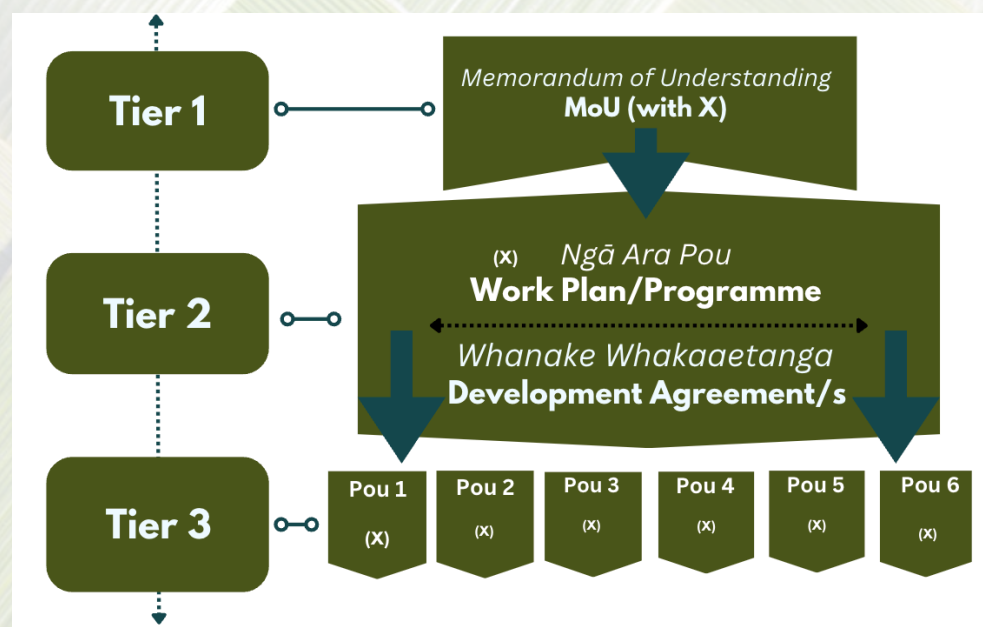 Tier 1
Memorandum of Understanding
MoU (with X)
Tier 2
(X) Ngā Ara Pou
Work Plan/Programme
Whanake Whakaaetanga
Development Agreement/s
Tier 3
Pou 1
(X)
Pou 2
(X)
Pou 3
(X)
Pou 4
(X)
Pou 5
(X)
Pou 6
(X)